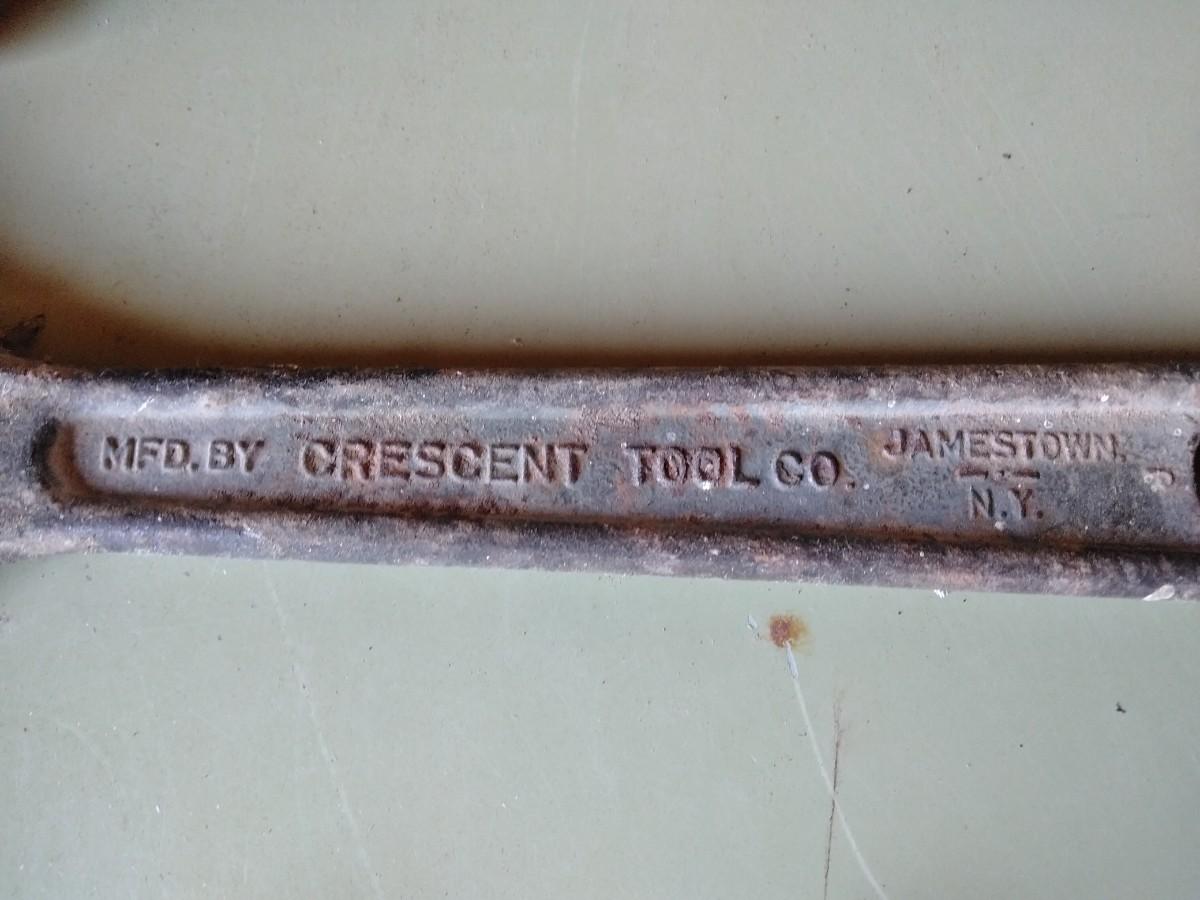 MFD. BY CRESCENT TOOL CO. JAMESTOWN.
N.Y.